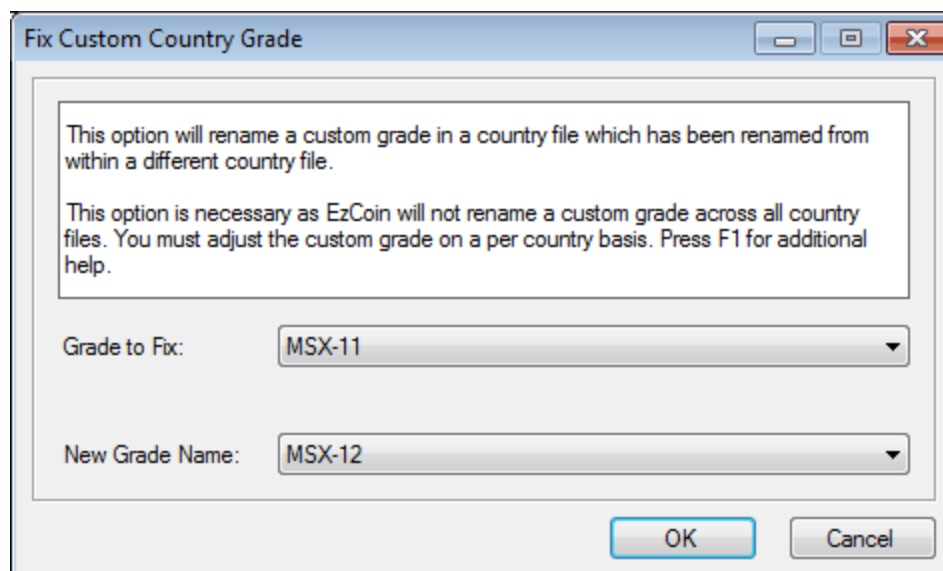 Fix Custom Country Grade
This option will rename a custom grade in a country file which has been renamed from
within a different country file.
This option is necessary as EzCoin will not rename a custom grade across all country
files. You must adjust the custom grade on a per country basis. Press F1 for additional
help.
Grade to Fix: MSX-11
New Grade Name: MSX-12
OK Cancel